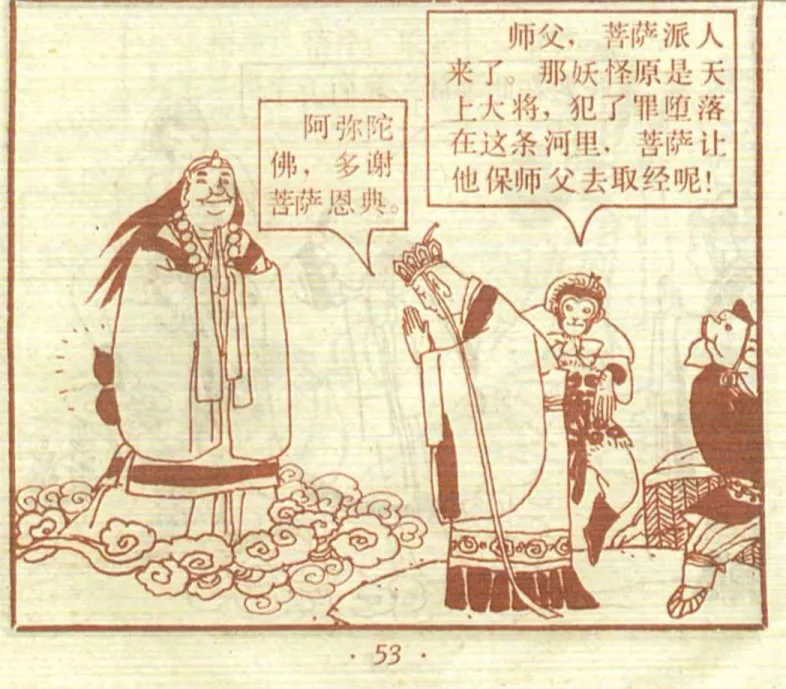 师父，菩萨派人
来了。那妖怪原是天
上大将，犯了罪堕落
在这条河里，菩萨让
他保师父去取经呢！
阿弥陀
佛，多谢
菩萨恩典。
· 53 ·